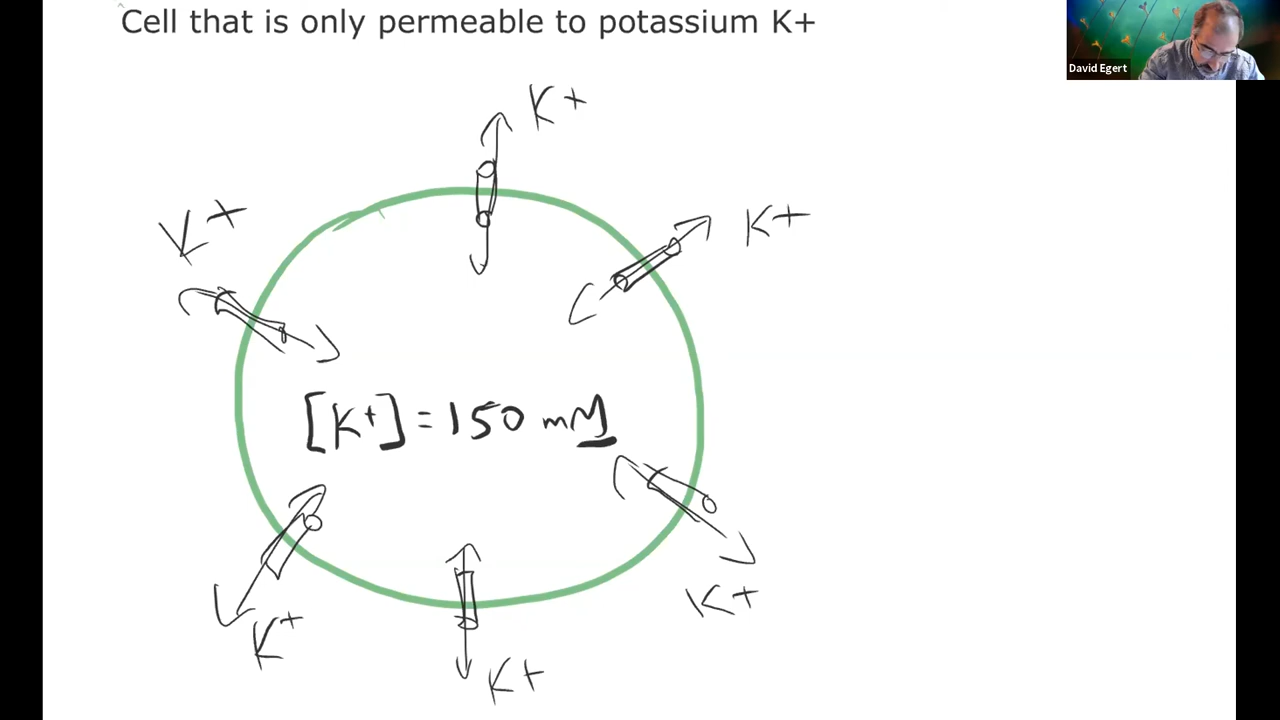 Cell that is only permeable to potassium K+
David Egert
K+
K+
K+
[K+] = 150 mM
K+
K+
K+